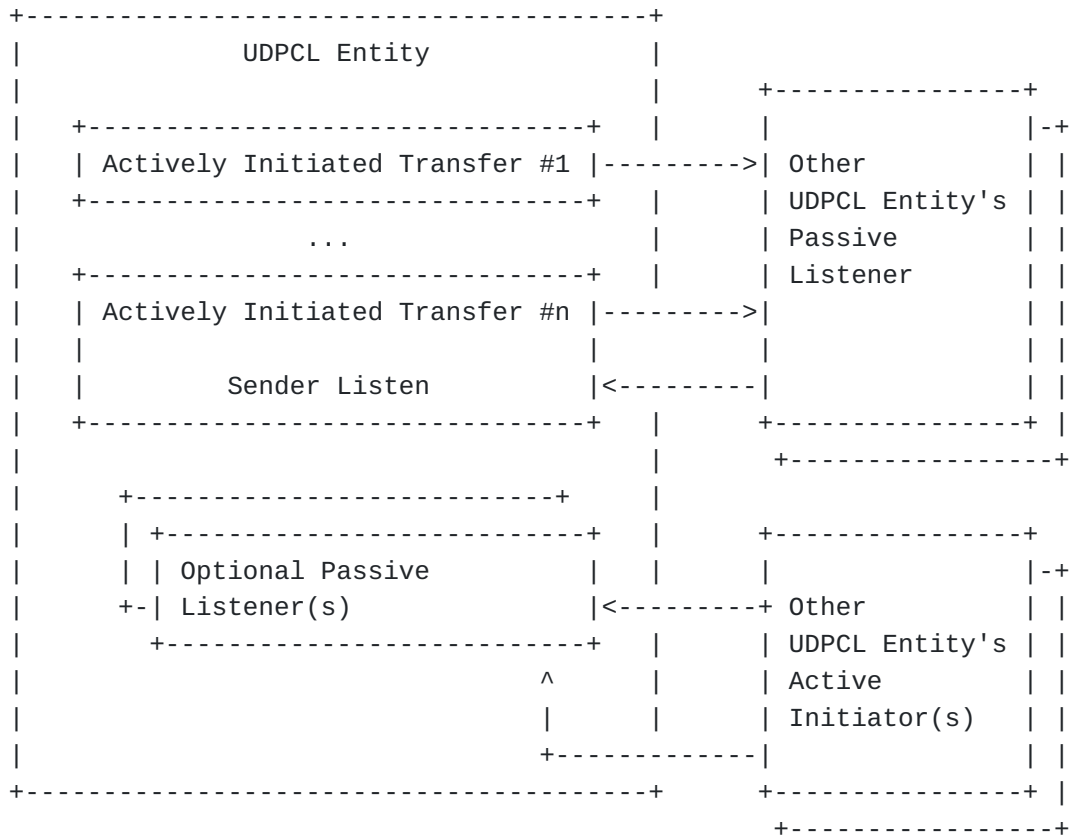 UDPCL Entity
Actively Initiated Transfer #1
...
Actively Initiated Transfer #n
Sender Listen
Optional Passive
Listener(s)
Other
UDPCL Entity's
Passive
Listener
Other
UDPCL Entity's
Active
Initiator(s)